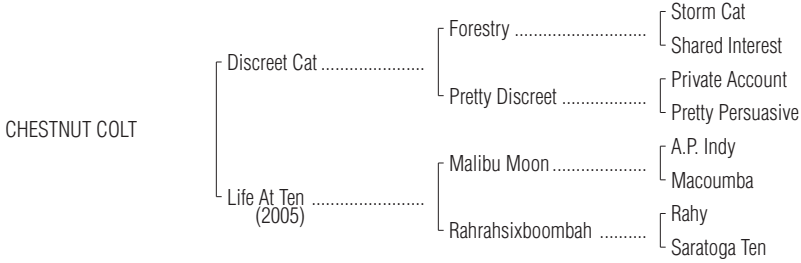 Storm Cat
Forestry ............................
Shared Interest
Discreet Cat ......................
Private Account
Pretty Discreet ..................
Pretty Persuasive
CHESTNUT COLT
A.P. Indy
Malibu Moon ....................
Macoumba
Life At Ten ........................
(2005)
Rahy
Rahrahsixboombah ..........
Saratoga Ten